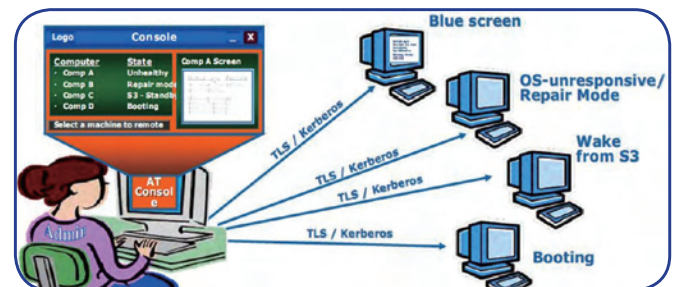 Logo Console _ X
Computer State Comp A Screen
· Comp A Unhealthy
· Comp B Repair mode
· Comp C S3 - Standb
· Comp D Booting
Select a machine to remote
AT
Consol
e
Admin
Blue screen
OS-unresponsive/
Repair Mode
Wake
from S3
Booting
TLS / Kerberos
TLS / Kerberos
TLS / Kerberos
TLS / Kerberos